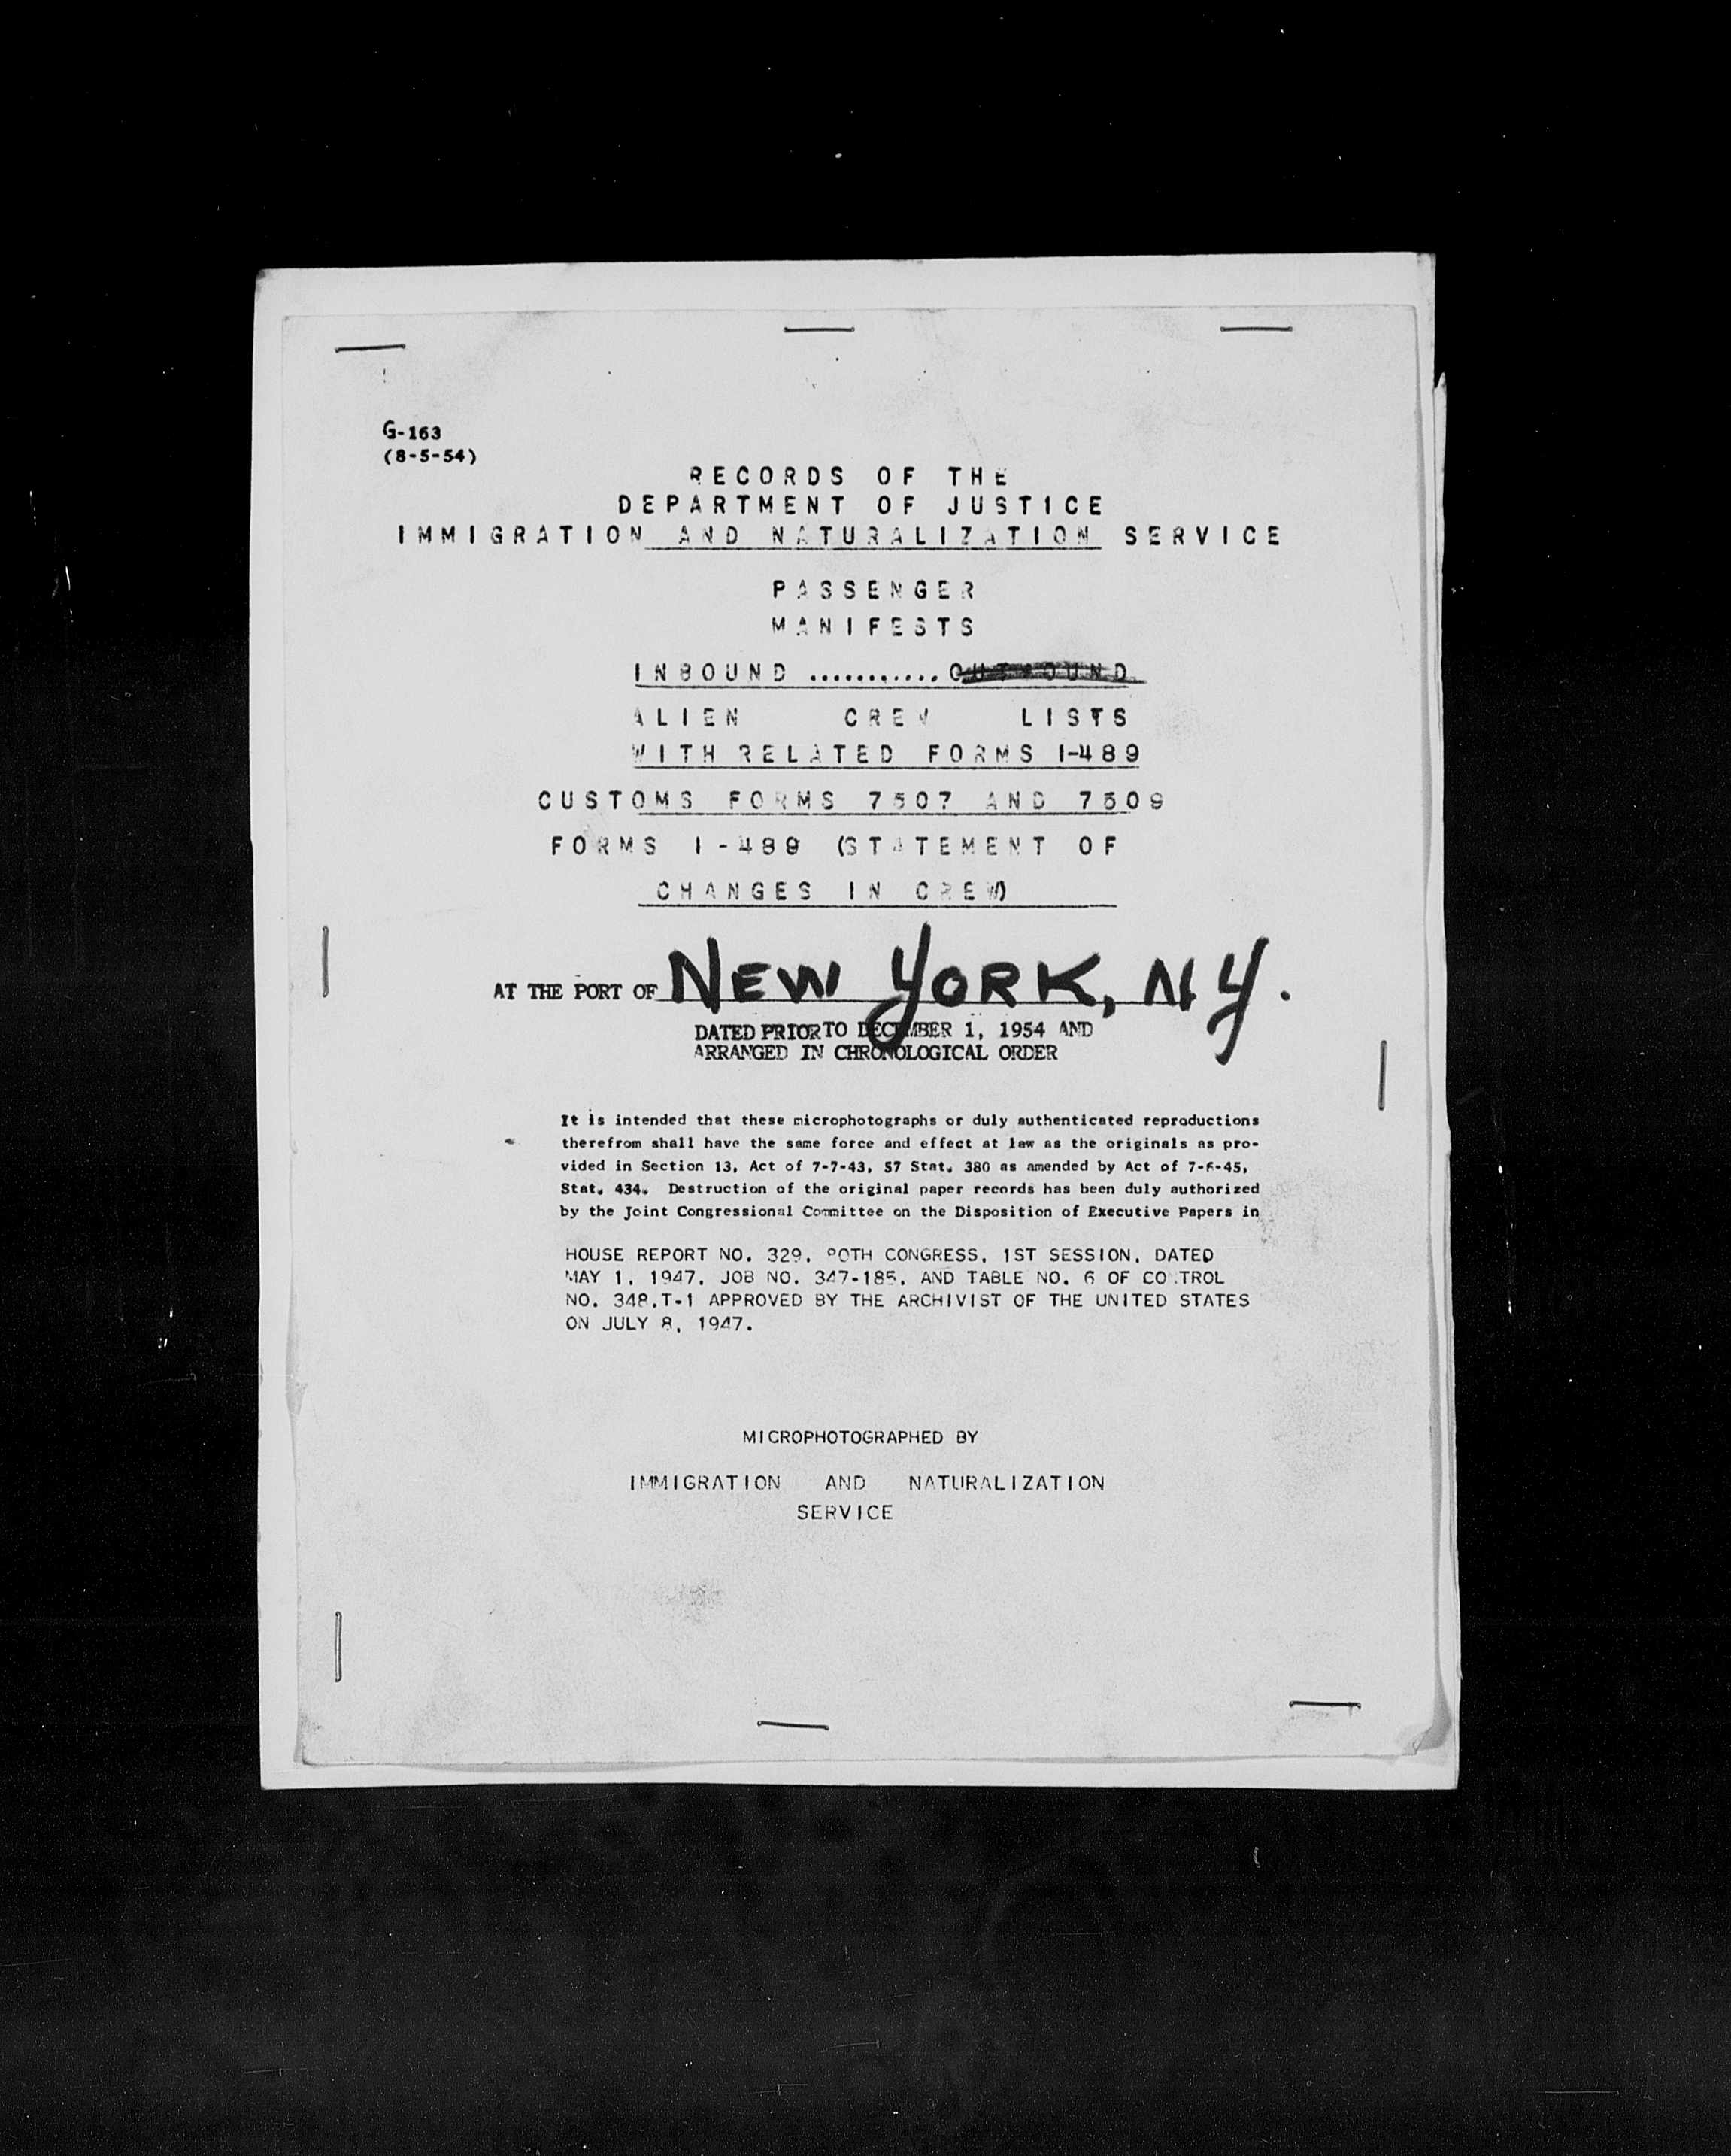 G-163
(8-5-54)
RECORDS OF THE
DEPARTMENT OF JUSTICE
IMMIGRATION AND NATURALIZATION SERVICE
PASSENGER
MANIFESTS
INBOUND ........... OUTBOUND
ALIEN CREW LISTS
WITH RELATED FORMS I-489
CUSTOMS FORMS 7507 AND 7509
FORMS I-489 (STATEMENT OF
CHANGES IN CREW)
AT THE PORT OF NEW YORK, NY.
DATED PRIOR TO DECEMBER 1, 1954 AND
ARRANGED IN CHRONOLOGICAL ORDER
It is intended that these microphotographs or duly authenticated reproductions
therefrom shall have the same force and effect at law as the originals as pro-
vided in Section 13, Act of 7-7-43, 57 Stat. 380 as amended by Act of 7-6-45,
Stat. 434. Destruction of the original paper records has been duly authorized
by the Joint Congressional Committee on the Disposition of Executive Papers in
HOUSE REPORT NO. 329, 80TH CONGRESS, 1ST SESSION, DATED
MAY 1, 1947, JOB NO. 347-185, AND TABLE NO. 6 OF CONTROL
NO. 348.T-1 APPROVED BY THE ARCHIVIST OF THE UNITED STATES
ON JULY 8, 1947.
MICROPHOTOGRAPHED BY
IMMIGRATION AND NATURALIZATION
SERVICE